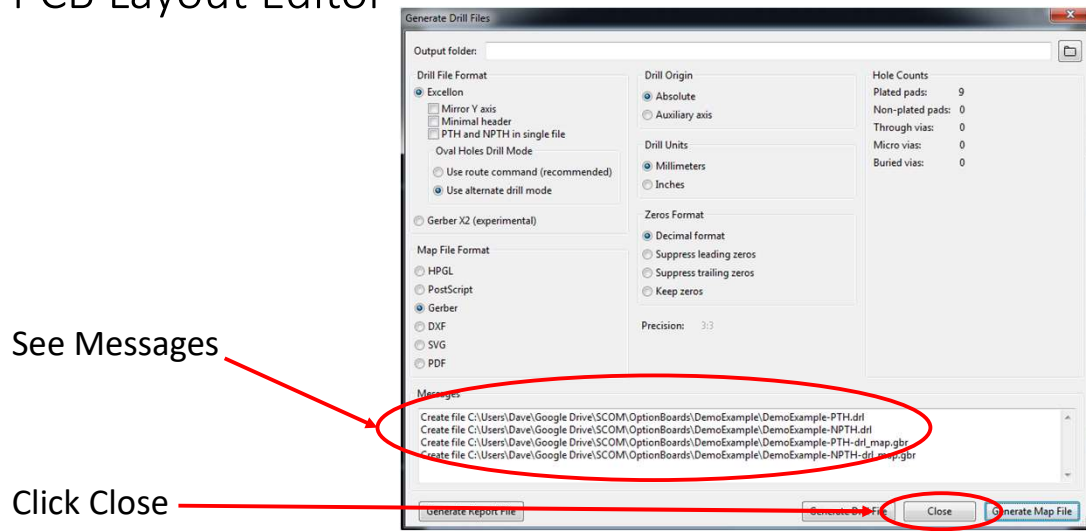 PCB Layout Editor
Generate Drill Files
Output folder:
Drill File Format
Excellon
Mirror Y axis
Minimal header
PTH and NPTH in single file
Oval Holes Drill Mode
Use route command (recommended)
Use alternate drill mode
Gerber X2 (experimental)
Map File Format
HPGL
PostScript
Gerber
DXF
SVG
PDF
Drill Origin
Absolute
Auxiliary axis
Drill Units
Millimeters
Inches
Zeros Format
Decimal format
Suppress leading zeros
Suppress trailing zeros
Keep zeros
Precision: 3:3
Hole Counts
Plated pads: 9
Non-plated pads: 0
Through vias: 0
Micro vias: 0
Buried vias: 0
See Messages
Messages
Create file C:\Users\Dave\Google Drive\SCOM\OptionBoards\DemoExample\DemoExample-PTH.drl
Create file C:\Users\Dave\Google Drive\SCOM\OptionBoards\DemoExample\DemoExample-NPTH.drl
Create file C:\Users\Dave\Google Drive\SCOM\OptionBoards\DemoExample\DemoExample-PTH-drl_map.gbr
Create file C:\Users\Dave\Google Drive\SCOM\OptionBoards\DemoExample\DemoExample-NPTH-drl_map.gbr
Click Close
Generate Report File
Generate Drill File
Close
Generate Map File